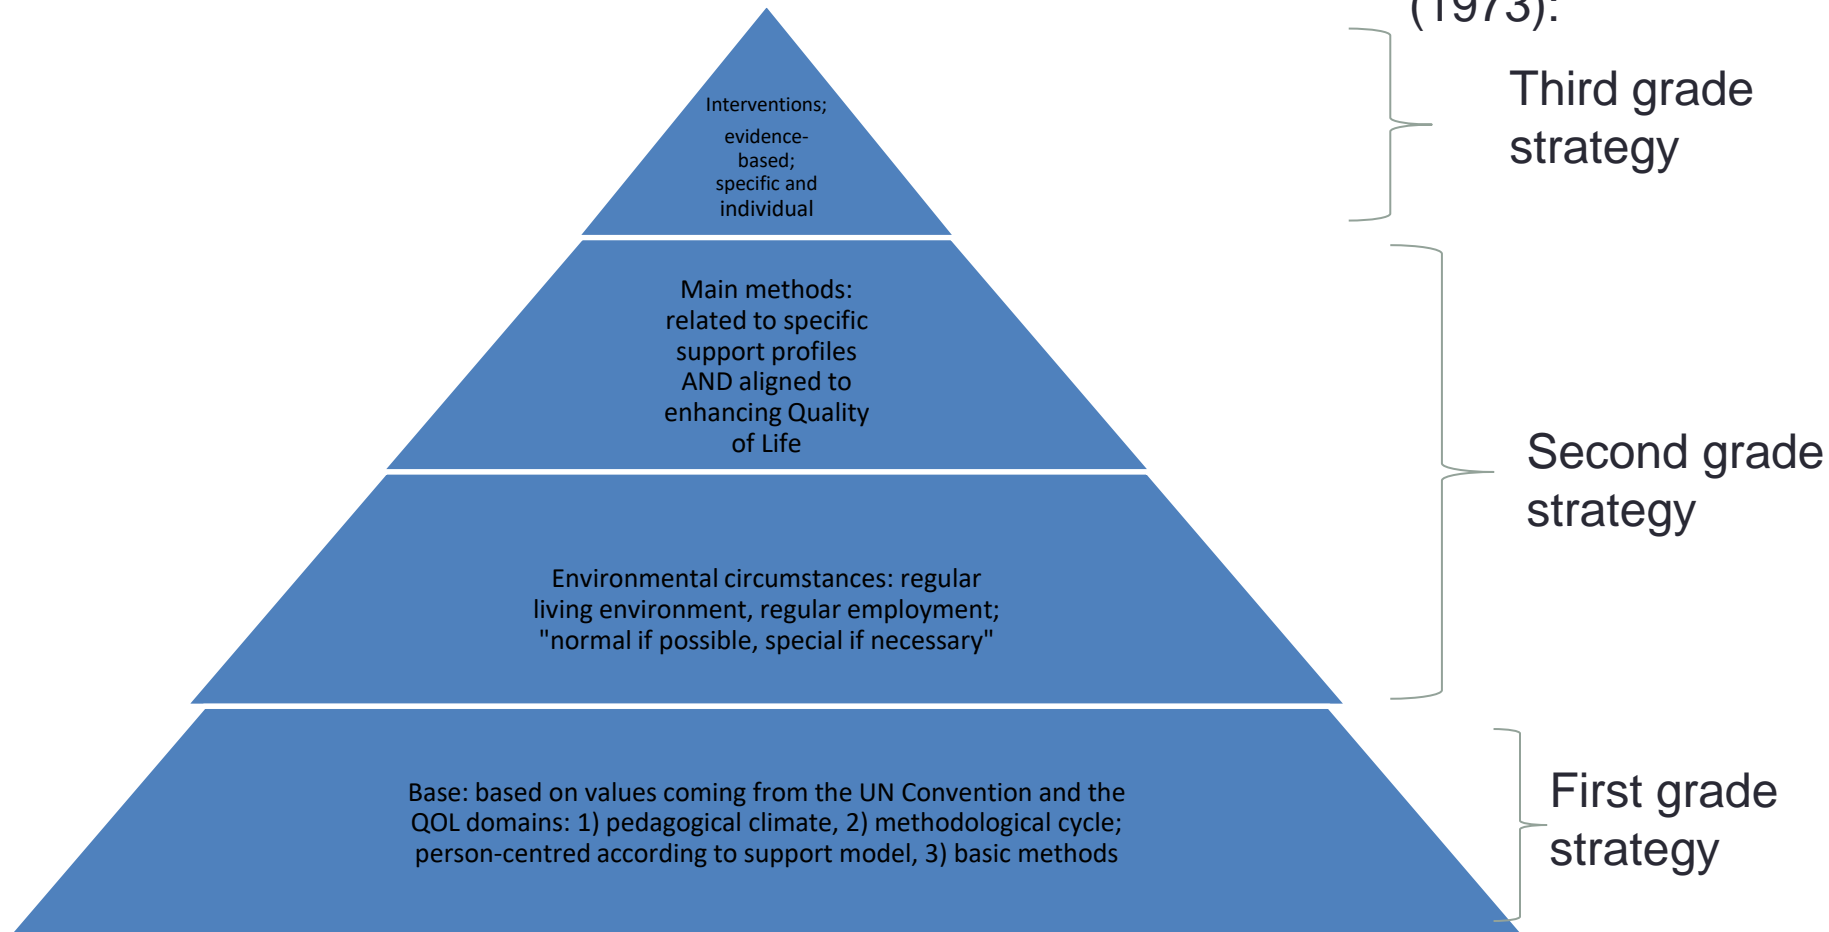 (1973):
Third grade
strategy
Interventions;
evidence-
based;
specific and
individual
Main methods:
related to specific
support profiles
AND aligned to
enhancing Quality
of Life
Second grade
strategy
Environmental circumstances: regular
living environment, regular employment;
"normal if possible, special if necessary"
Base: based on values coming from the UN Convention and the
QOL domains: 1) pedagogical climate, 2) methodological cycle;
person-centred according to support model, 3) basic methods
First grade
strategy